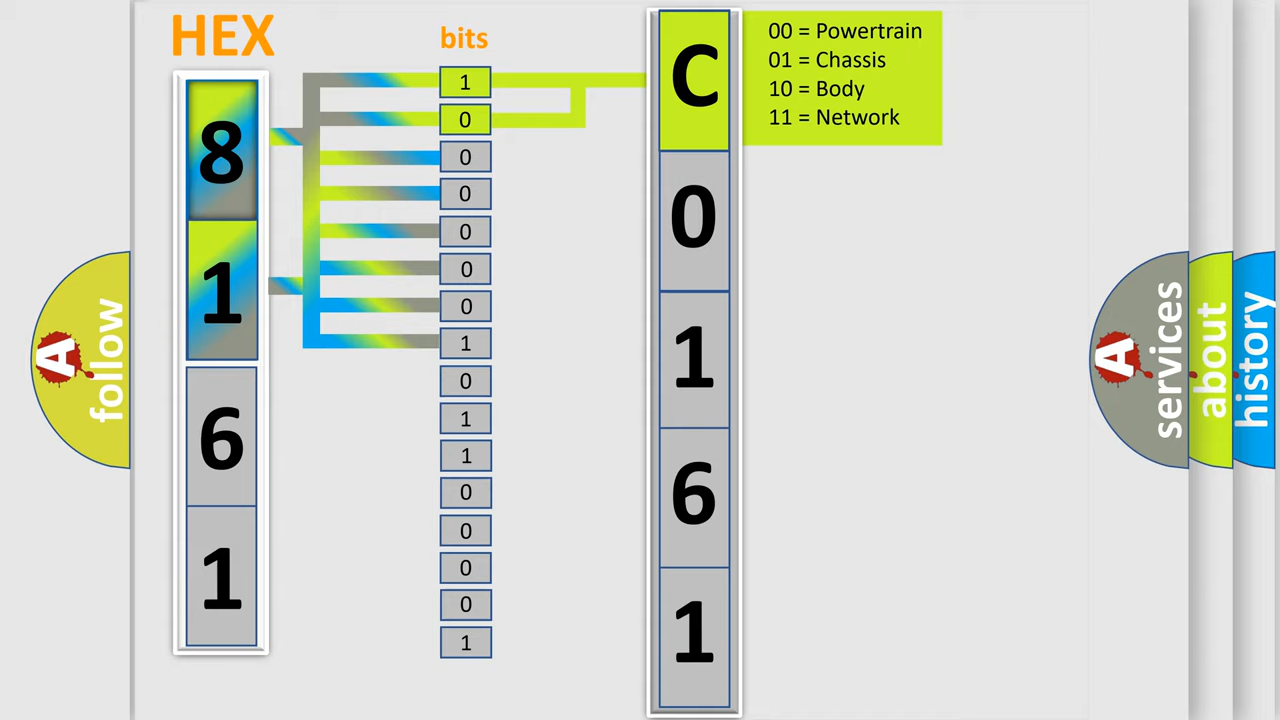 HEX
bits
8
1
6
1
1
0
0
0
0
0
0
1
0
1
1
0
0
0
0
1
C
0
1
6
1
00 = Powertrain
01 = Chassis
10 = Body
11 = Network
A
follow
A
services
about
history